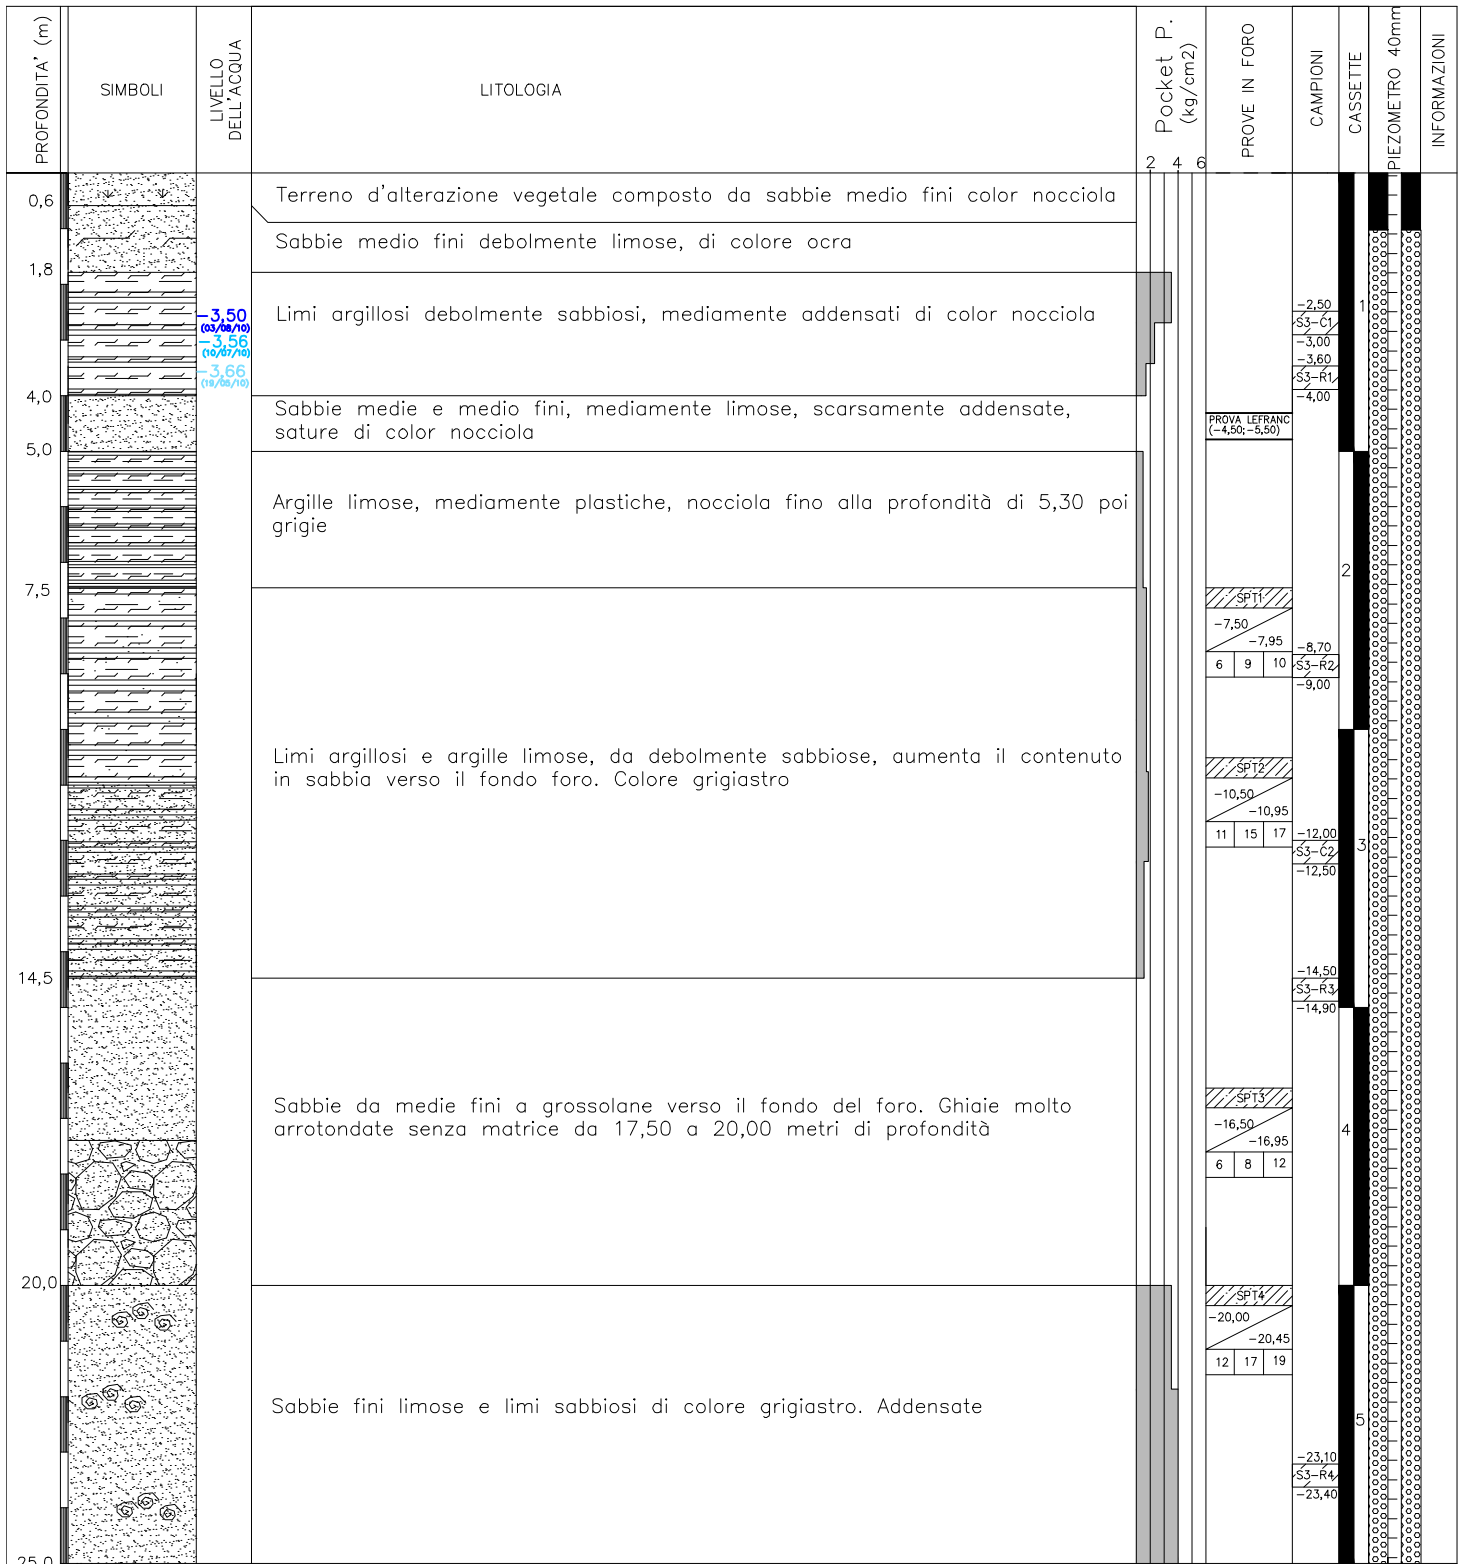 PROFONDITA' (m)
SIMBOLI
LIVELLO
DELL'ACQUA
LITOLOGIA
Pocket P.
(kg/cm2)
2 4 6
PROVE IN FORO
CAMPIONI
CASSETTE
PIEZOMETRO 40mm
INFORMAZIONI
0,6
Terreno d'alterazione vegetale composto da sabbie medio fini color nocciola
Sabbie medio fini debolmente limose, di colore ocra
1,8
-3,50
(03/08/10)
-3,56
(10/07/10)
-3,66
(19/05/10)
Limi argillosi debolmente sabbiosi, mediamente addensati di color nocciola
-2,50
S3-C1
-3,00
-3,60
S3-R1
-4,00
1
4,0
Sabbie medie e medio fini, mediamente limose, scarsamente addensate,
sature di color nocciola
PROVA LEFRANC
(-4,50;-5,50)
5,0
Argille limose, mediamente plastiche, nocciola fino alla profondità di 5,30 poi
grigie
2
7,5
SPT1
-7,50
-7,95
6 9 10
-8,70
S3-R2
-9,00
Limi argillosi e argille limose, da debolmente sabbiose, aumenta il contenuto
in sabbia verso il fondo foro. Colore grigiastro
SPT2
-10,50
-10,95
11 15 17
-12,00
S3-C2
-12,50
3
14,5
-14,50
S3-R3
-14,90
Sabbie da medie fini a grossolane verso il fondo del foro. Ghiaie molto
arrotondate senza matrice da 17,50 a 20,00 metri di profondità
SPT3
-16,50
-16,95
6 8 12
4
20,0
SPT4
-20,00
-20,45
12 17 19
Sabbie fini limose e limi sabbiosi di colore grigiastro. Addensate
5
-23,10
S3-R4
-23,40
25,0